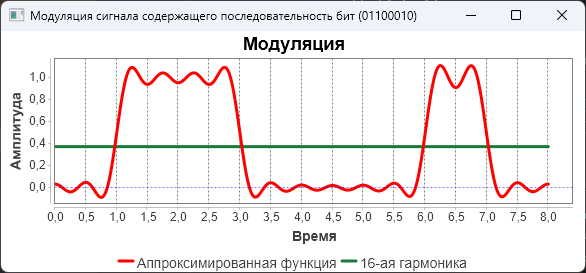 Модуляция сигнала содержащего последовательность бит (01100010)
Модуляция
Амплитуда
1,0
0,8
0,6
0,4
0,2
0,0
0,0 0,5 1,0 1,5 2,0 2,5 3,0 3,5 4,0 4,5 5,0 5,5 6,0 6,5 7,0 7,5 8,0
Время
Аппроксимированная функция 16-ая гармоника